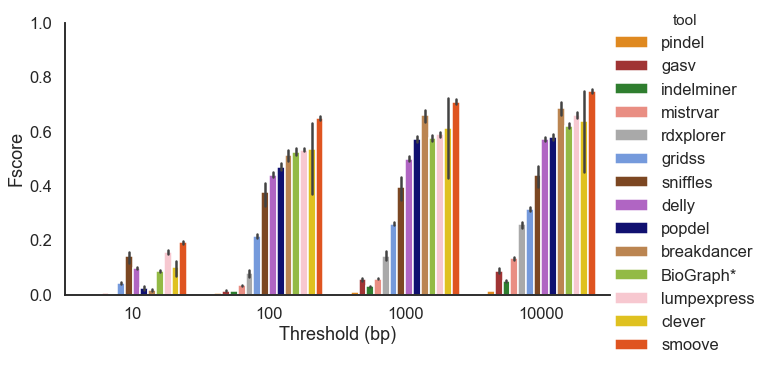 tool
pindel
gasv
indelminer
mistrvar
rdxplorer
gridss
sniffles
delly
popdel
breakdancer
BioGraph*
lumpexpress
clever
smoove
Fscore
1.0
0.8
0.6
0.4
0.2
0.0
10 100 1000 10000
Threshold (bp)